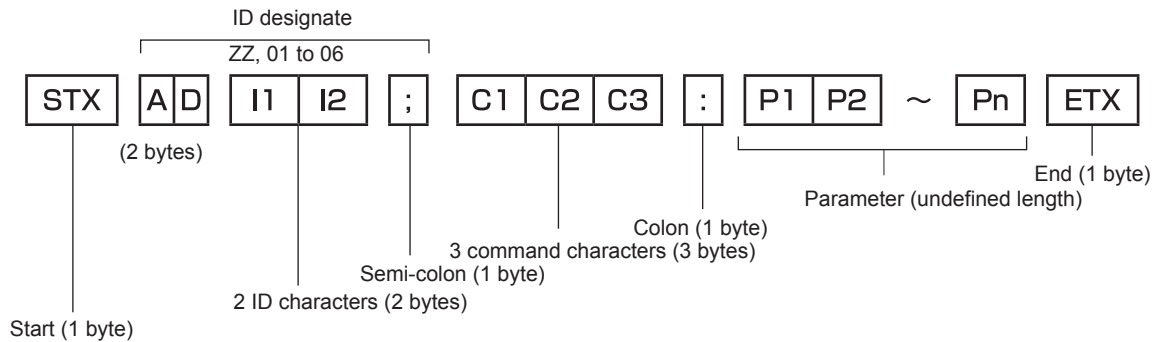 ID designate
ZZ, 01 to 06
STX A D I1 I2 ; C1 C2 C3 : P1 P2 ~ Pn ETX
(2 bytes)
End (1 byte)
Parameter (undefined length)
Colon (1 byte)
3 command characters (3 bytes)
Semi-colon (1 byte)
2 ID characters (2 bytes)
Start (1 byte)